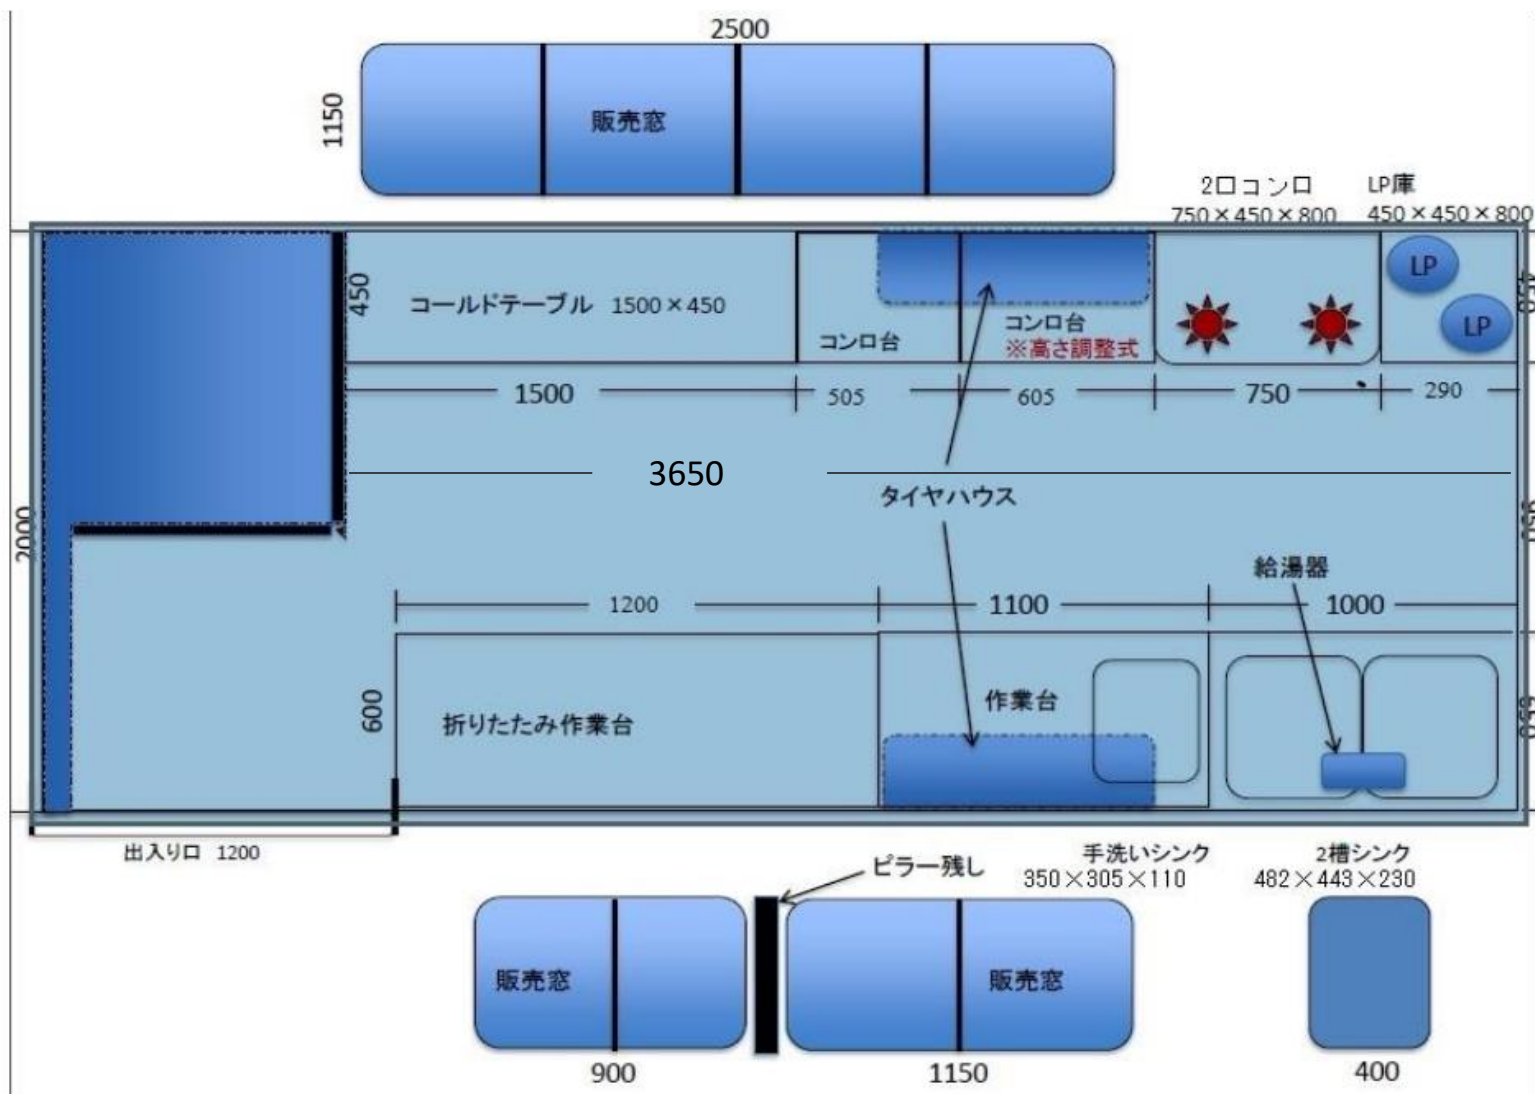 2500
1150
販売窓
2口コンロ
750×450×800
LP庫
450×450×800
450
コールドテーブル 1500×450
コンロ台
コンロ台
※高さ調整式
LP
LP
1500
505
605
750
290
3650
タイヤハウス
2000
給湯器
1200
1100
1000
600
折りたたみ作業台
作業台
出入り口 1200
ピラー残し
手洗いシンク
350×305×110
2槽シンク
482×443×230
販売窓
販売窓
900
1150
400